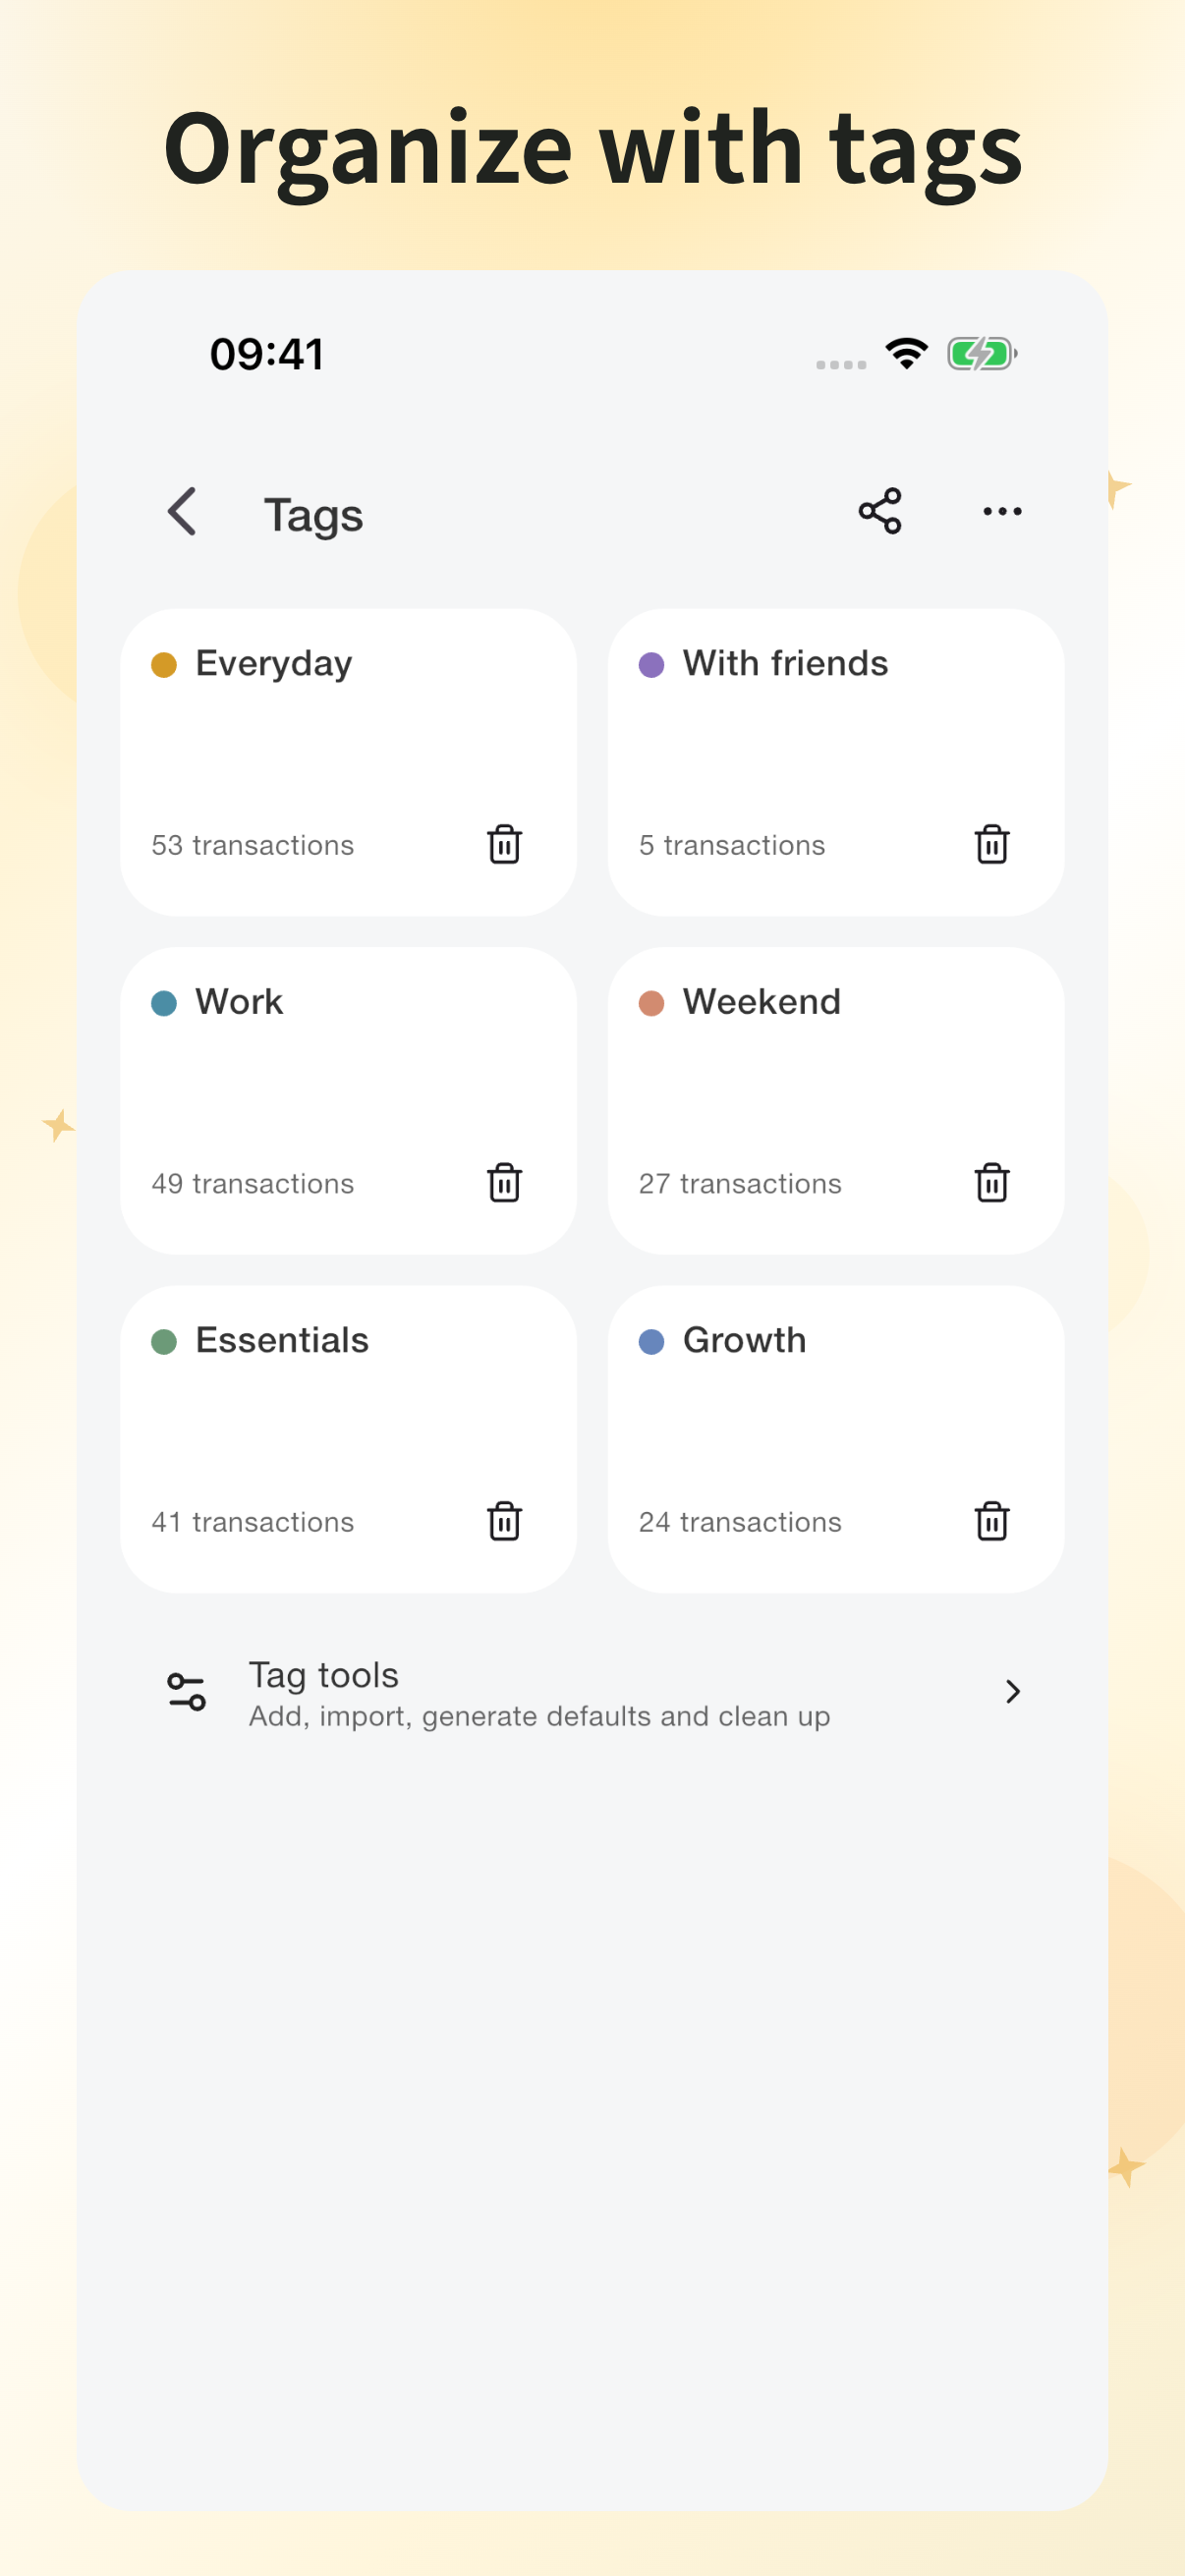 Organize with tags
09:41
Tags
Everyday
53 transactions
With friends
5 transactions
Work
49 transactions
Weekend
27 transactions
Essentials
41 transactions
Growth
24 transactions
Tag tools
Add, import, generate defaults and clean up